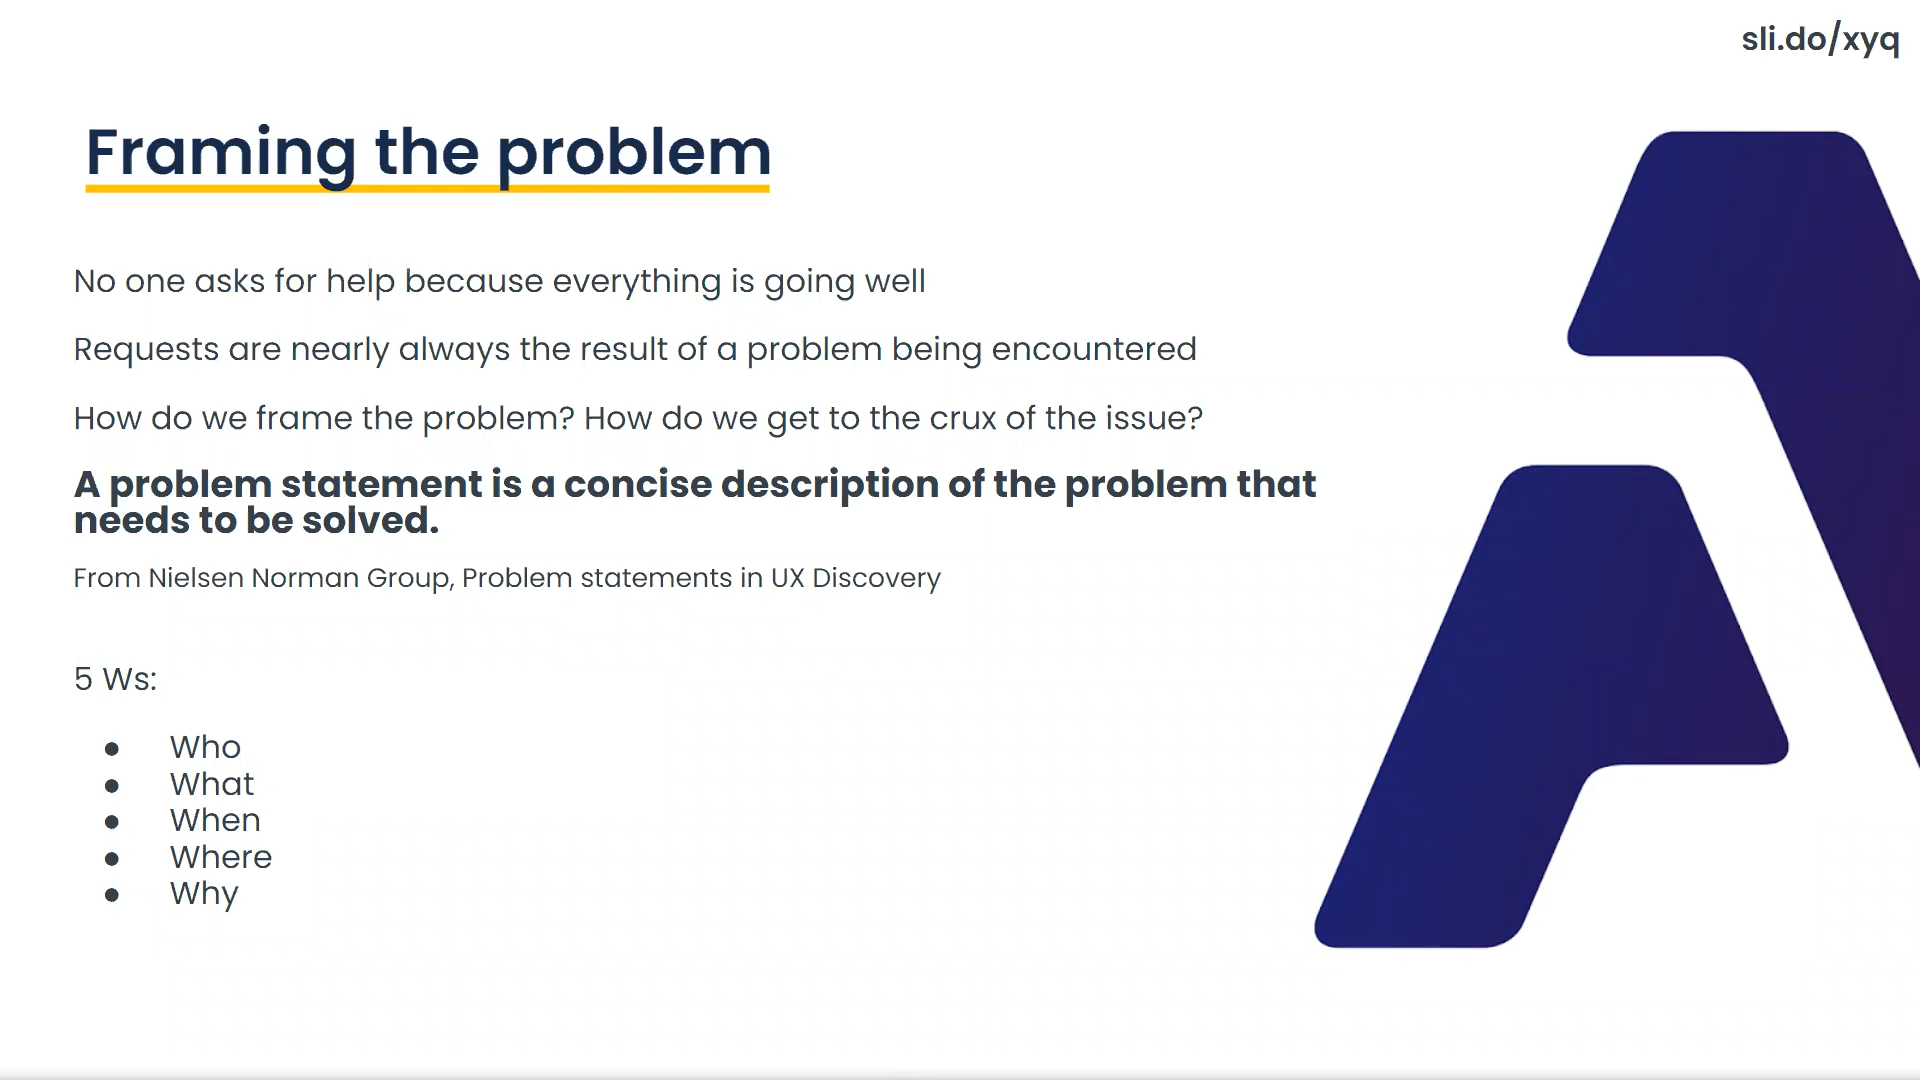 sli.do/xyq
Framing the problem
No one asks for help because everything is going well
Requests are nearly always the result of a problem being encountered
How do we frame the problem? How do we get to the crux of the issue?
A problem statement is a concise description of the problem that
needs to be solved.
From Nielsen Norman Group, Problem statements in UX Discovery
5 Ws:
● Who
● What
● When
● Where
● Why